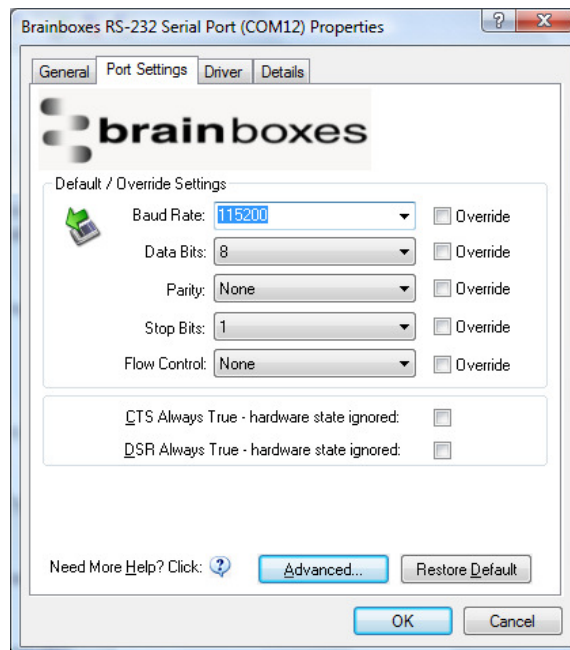 Brainboxes RS-232 Serial Port (COM12) Properties
General Port Settings Driver Details
brainboxes
Default / Override Settings
Baud Rate: 115200 Override
Data Bits: 8 Override
Parity: None Override
Stop Bits: 1 Override
Flow Control: None Override
CTS Always True - hardware state ignored:
DSR Always True - hardware state ignored:
Need More Help? Click: ? Advanced... Restore Default
OK Cancel